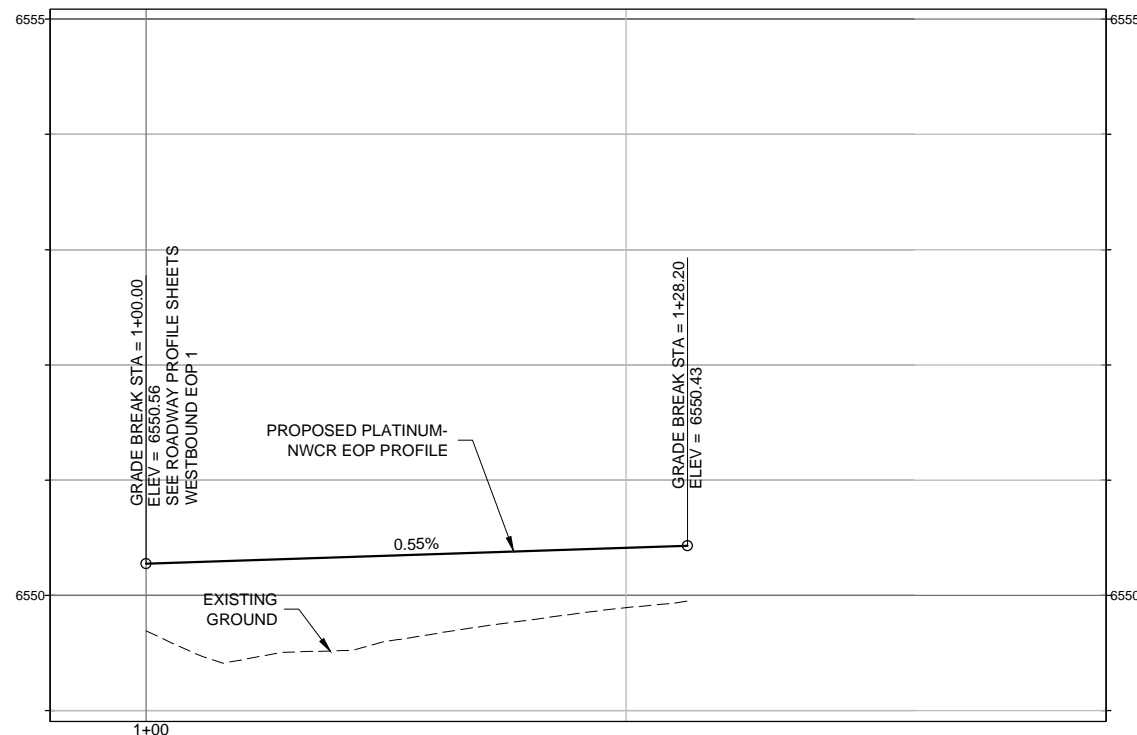 6555
6555
GRADE BREAK STA = 1+00.00
ELEV = 6550.56
SEE ROADWAY PROFILE SHEETS
WESTBOUND EOP 1
GRADE BREAK STA = 1+28.20
ELEV = 6550.43
PROPOSED PLATINUM-
NWCR EOP PROFILE
0.55%
6550
6550
EXISTING
GROUND
1+00